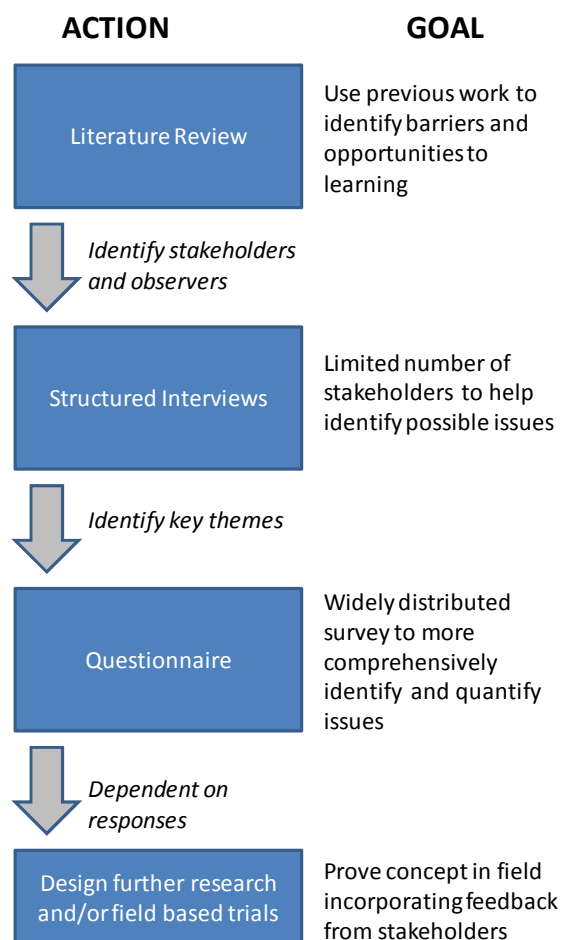 ACTION
GOAL
Literature Review
Use previous work to
identify barriers and
opportunities to
learning
Identify stakeholders
and observers
Structured Interviews
Limited number of
stakeholders to help
identify possible issues
Identify key themes
Questionnaire
Widely distributed
survey to more
comprehensively
identify and quantify
issues
Dependent on
responses
Design further research
and/or field based trials
Prove concept in field
incorporating feedback
from stakeholders